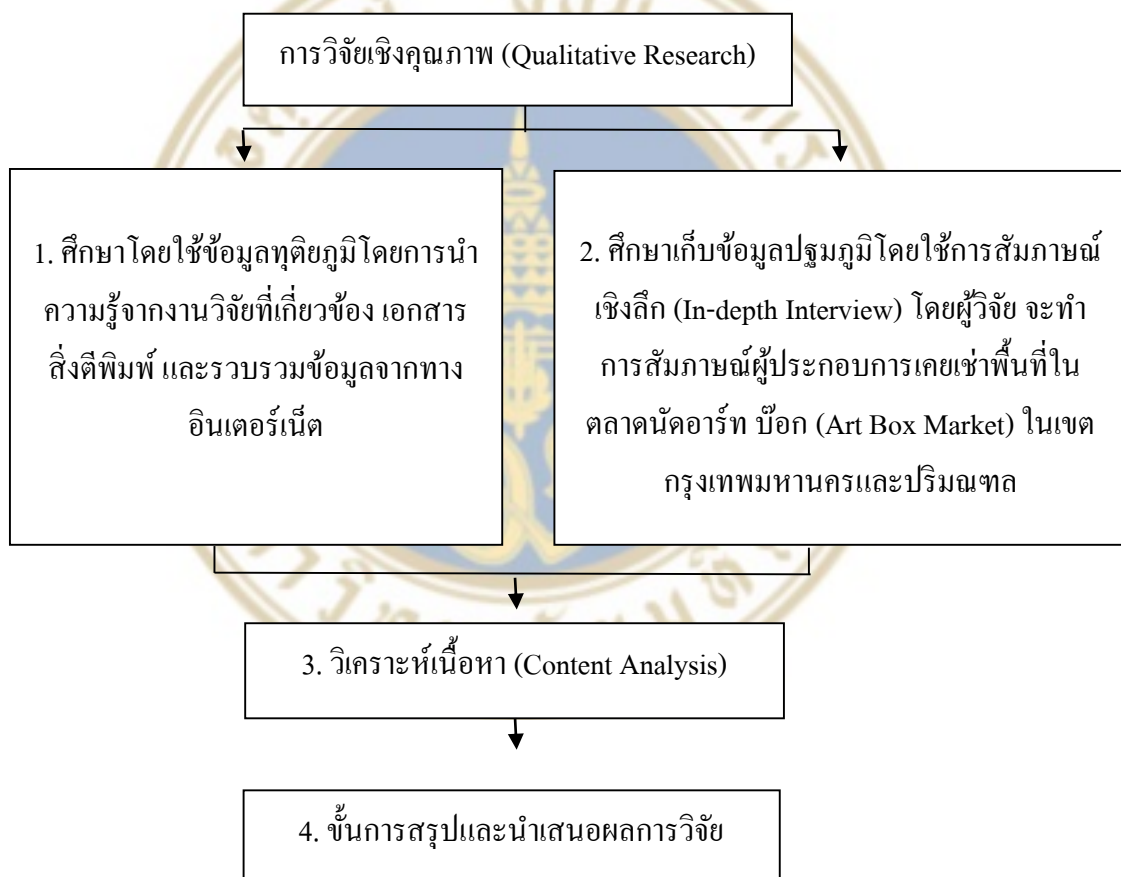 การวิจัยเชิงคุณภาพ (Qualitative Research)
1. ศึกษาโดยใช้ข้อมูลทุติยภูมิโดยการนำ
ความรู้จากงานวิจัยที่เกี่ยวข้อง เอกสาร
สิ่งตีพิมพ์ และรวบรวมข้อมูลจากทาง
อินเตอร์เน็ต
2. ศึกษาเก็บข้อมูลปฐมภูมิโดยใช้การสัมภาษณ์
เชิงลึก (In-depth Interview) โดยผู้วิจัย จะทำ
การสัมภาษณ์ผู้ประกอบการเคยเช่าพื้นที่ใน
ตลาดนัดอาร์ท บ๊อก (Art Box Market) ในเขต
กรุงเทพมหานครและปริมณฑล
3. วิเคราะห์เนื้อหา (Content Analysis)
4. ขั้นการสรุปและนำเสนอผลการวิจัย